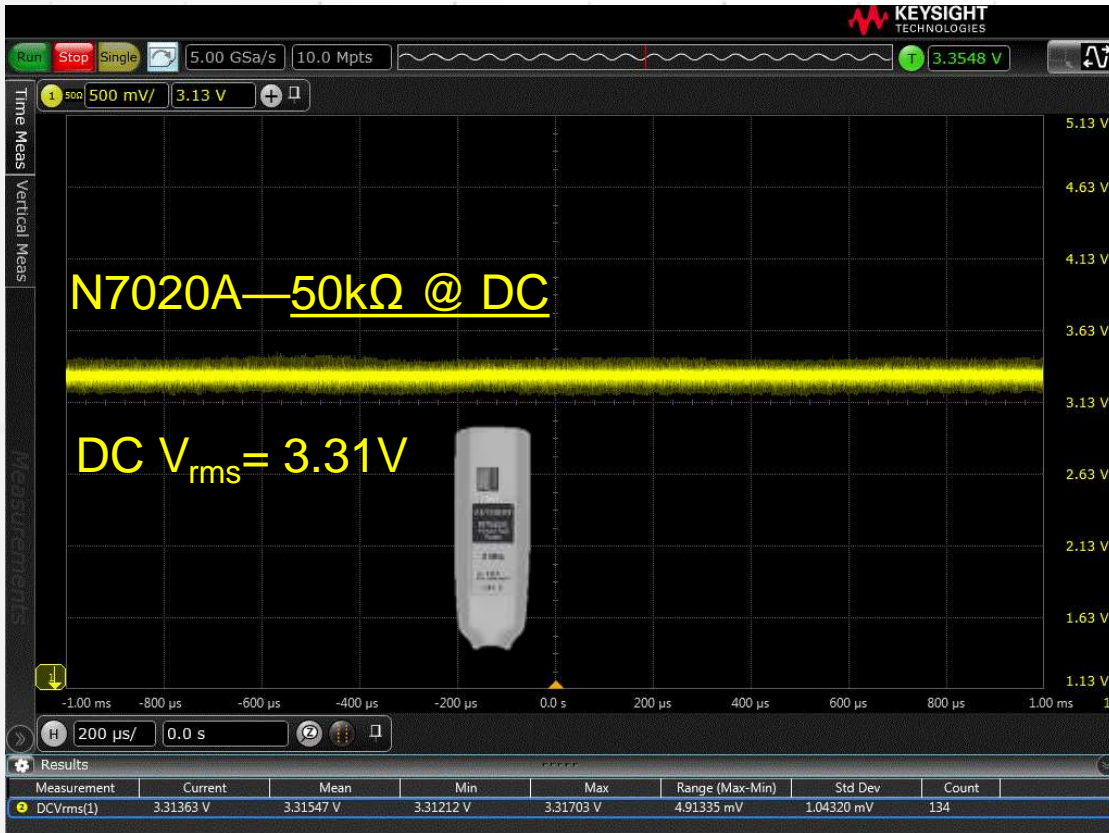 KEYSIGHT
TECHNOLOGIES
Run Stop Single 5.00 GSa/s 10.0 Mpts T 3.3548 V
1 50Ω 500 mV/ 3.13 V +
Time Meas
Vertical Meas
Measurements
5.13 V
4.63 V
4.13 V
N7020A—50kΩ @ DC
3.63 V
3.13 V
DC Vrms= 3.31V
2.63 V
N7020A
2.13 V
1.63 V
1
1.13 V
-1.00 ms -800 µs -600 µs -400 µs -200 µs 0.0 s 200 µs 400 µs 600 µs 800 µs 1.00 ms
H 200 µs/ 0.0 s Z
Results
Measurement Current Mean Min Max Range (Max-Min) Std Dev Count
2 DCVrms(1) 3.31363 V 3.31547 V 3.31212 V 3.31703 V 4.91335 mV 1.04320 mV 134